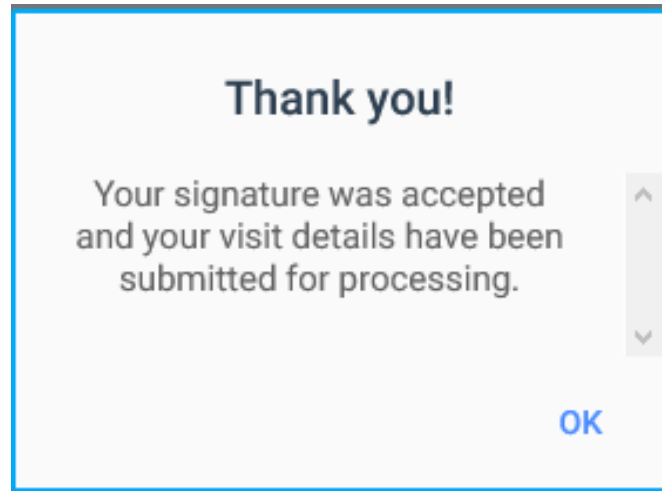 Thank you!
Your signature was accepted
and your visit details have been
submitted for processing.
OK